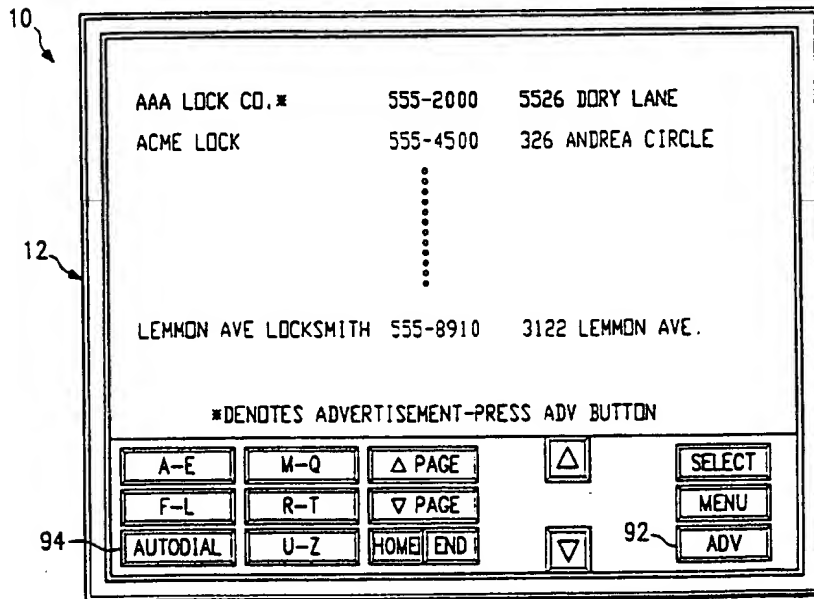 10
AAA LOCK CO.* 555-2000 5526 DORY LANE
ACME LOCK 555-4500 326 ANDREA CIRCLE
12
LEMMON AVE LOCKSMITH 555-8910 3122 LEMMON AVE.
*DENOTES ADVERTISEMENT-PRESS ADV BUTTON
A-E M-Q △ PAGE △ SELECT
F-L R-T ▽ PAGE MENU
94 AUTODIAL U-Z HOME END ▽ 92 ADV